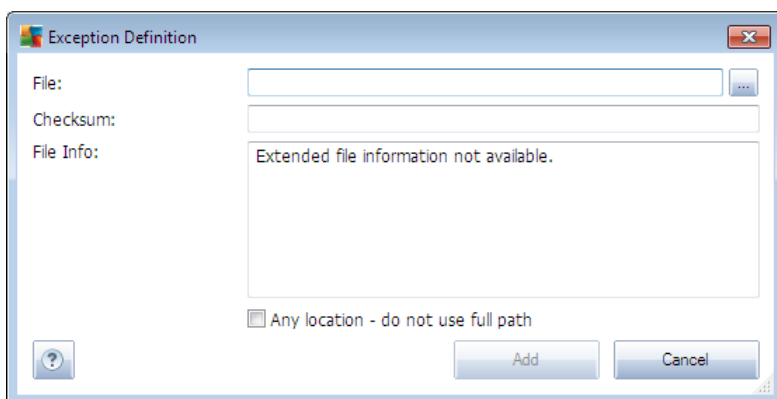 Exception Definition
File:
...
Checksum:
File Info:
Extended file information not available.
Any location - do not use full path
?
Add
Cancel